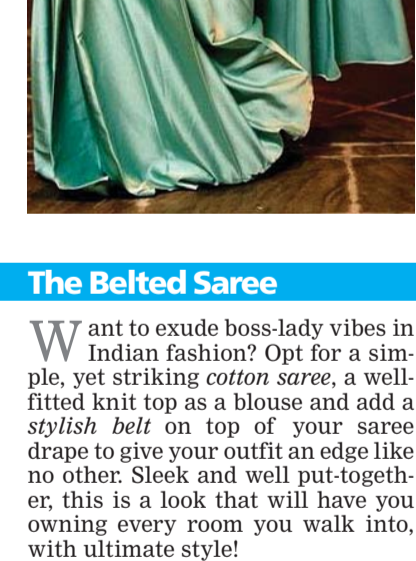 The Belted Saree
Want to exude boss-lady vibes in
Indian fashion? Opt for a sim-
ple, yet striking cotton saree, a well-
fitted knit top as a blouse and add a
stylish belt on top of your saree
drape to give your outfit an edge like
no other. Sleek and well put-togeth-
er, this is a look that will have you
owning every room you walk into,
with ultimate style!